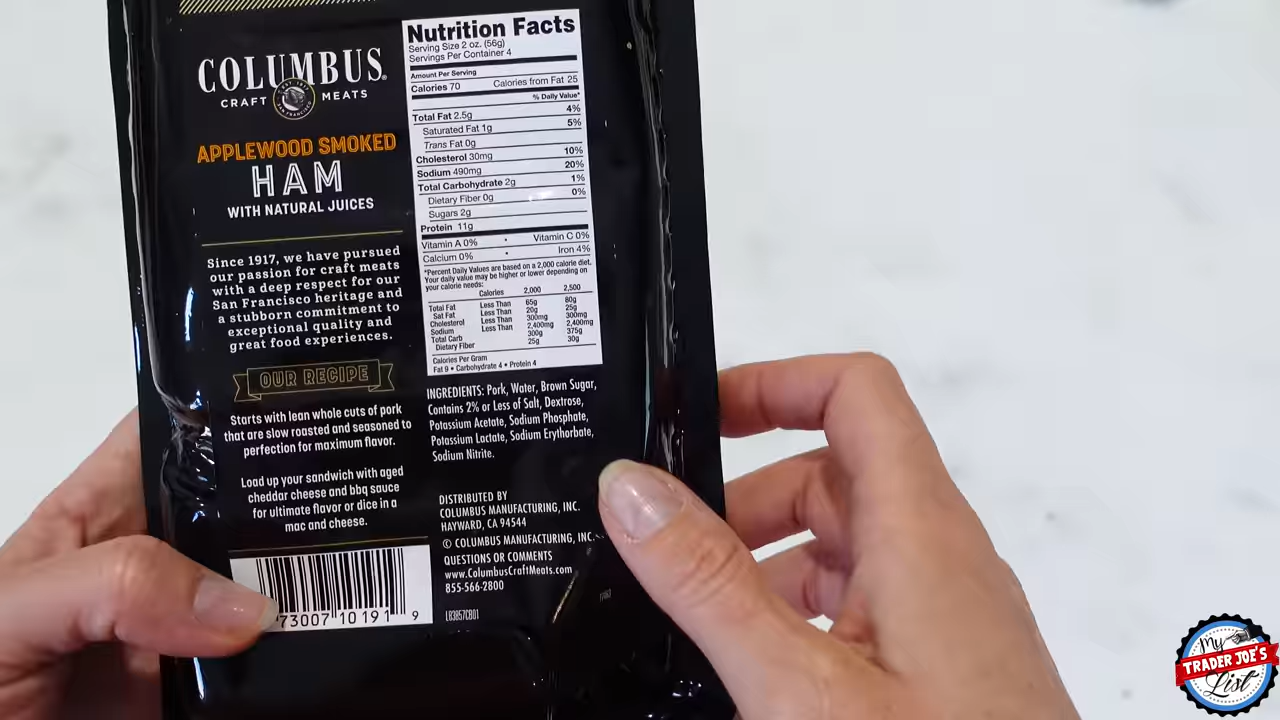 COLUMBUS®
CRAFT MEATS
APPLEWOOD SMOKED
HAM
WITH NATURAL JUICES
Since 1917, we have pursued
our passion for craft meats
with a deep respect for our
San Francisco heritage and
a stubborn commitment to
exceptional quality and
great food experiences.
OUR RECIPE
Starts with lean whole cuts of pork
that are slow roasted and seasoned to
perfection for maximum flavor.
Load up your sandwich with aged
cheddar cheese and bbq sauce
for ultimate flavor or dice in a
mac and cheese.
73007 10191 9
Nutrition Facts
Serving Size 2 oz. (56g)
Servings Per Container 4
Amount Per Serving
Calories 70 Calories from Fat 25
% Daily Value*
Total Fat 2.5g 4%
Saturated Fat 1g 5%
Trans Fat 0g
Cholesterol 30mg 10%
Sodium 490mg 20%
Total Carbohydrate 2g 1%
Dietary Fiber 0g 0%
Sugars 2g
Protein 11g
Vitamin A 0% • Vitamin C 0%
Calcium 0% • Iron 4%
*Percent Daily Values are based on a 2,000 calorie diet.
Your daily value may be higher or lower depending on
your calorie needs:
Calories 2,000 2,500
Total Fat Less Than 65g 80g
Sat Fat Less Than 20g 25g
Cholesterol Less Than 300mg 300mg
Sodium Less Than 2,400mg 2,400mg
Total Carb 300g 375g
Dietary Fiber 25g 30g
Calories Per Gram
Fat 9 • Carbohydrate 4 • Protein 4
INGREDIENTS: Pork, Water, Brown Sugar,
Contains 2% or Less of Salt, Dextrose,
Potassium Acetate, Sodium Phosphate,
Potassium Lactate, Sodium Erythorbate,
Sodium Nitrite.
DISTRIBUTED BY
COLUMBUS MANUFACTURING, INC.
HAYWARD, CA 94544
© COLUMBUS MANUFACTURING, INC.
QUESTIONS OR COMMENTS
www.ColumbusCraftMeats.com
855-566-2800
My
TRADER JOE'S
List